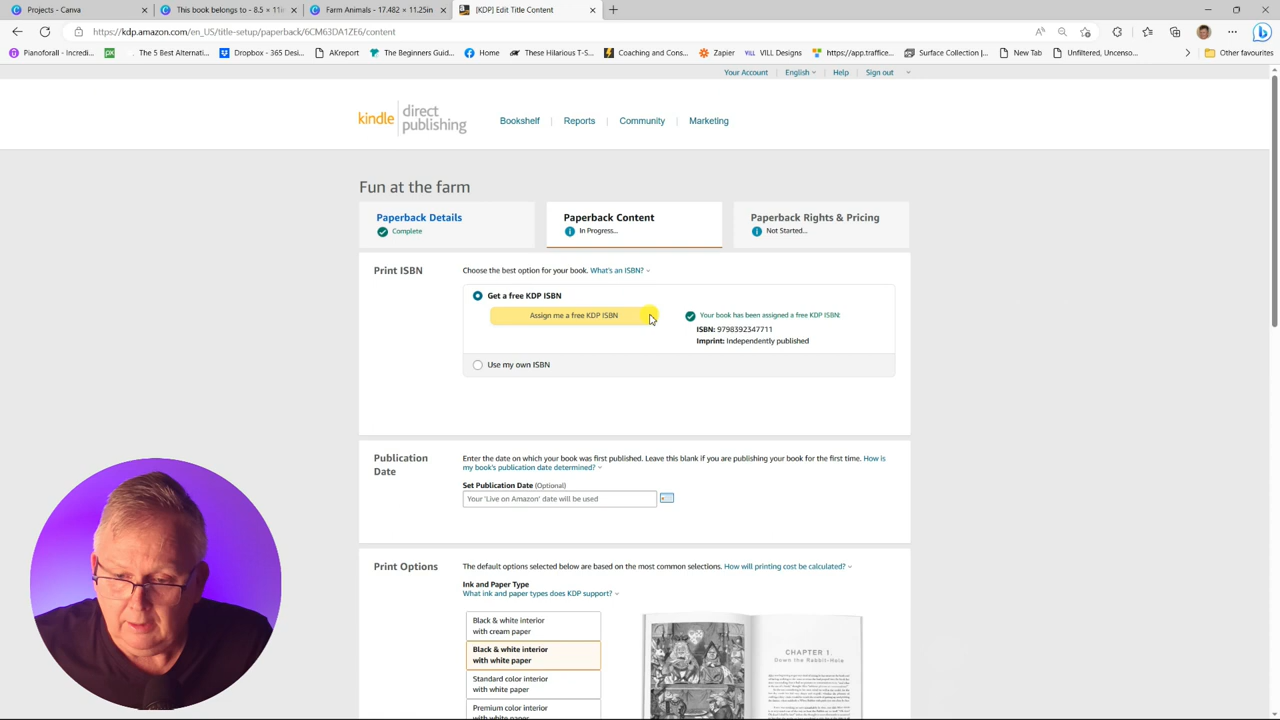 Projects - Canva
This book belongs to - 8.5 × 11in
Farm Animals - 17.482 × 11.25in
[KDP] Edit Title Content
https://kdp.amazon.com/en_US/title-setup/paperback/6CM63DA1ZE6/content
Pianoforall - Incredi...
The 5 Best Alternati...
Dropbox - 365 Desi...
AKreport
The Beginners Guid...
Home
These Hilarious T-S...
Coaching and Cons...
Zapier
VILL Designs
https://app.traffice...
Surface Collection |...
New Tab
Unfiltered, Uncenso...
Other favourites
Your Account
English
Help
Sign out
kindle direct publishing
Bookshelf
Reports
Community
Marketing
Fun at the farm
Paperback Details
Complete
Paperback Content
In Progress...
Paperback Rights & Pricing
Not Started...
Print ISBN
Choose the best option for your book. What's an ISBN?
Get a free KDP ISBN
Assign me a free KDP ISBN
Your book has been assigned a free KDP ISBN:
ISBN: 9798392347711
Imprint: Independently published
Use my own ISBN
Publication Date
Enter the date on which your book was first published. Leave this blank if you are publishing your book for the first time. How is
my book's publication date determined?
Set Publication Date (Optional)
Your 'Live on Amazon' date will be used
Print Options
The default options selected below are based on the most common selections. How will printing cost be calculated?
Ink and Paper Type
What ink and paper types does KDP support?
Black & white interior
with cream paper
Black & white interior
with white paper
Standard color interior
with white paper
Premium color interior
with white paper
CHAPTER 1.
Down the Rabbit-Hole